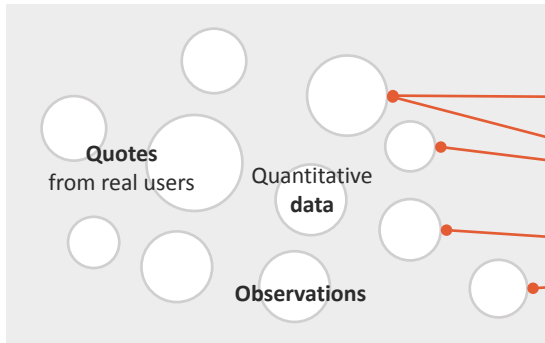 Quotes
from real users
Quantitative
data
Observations